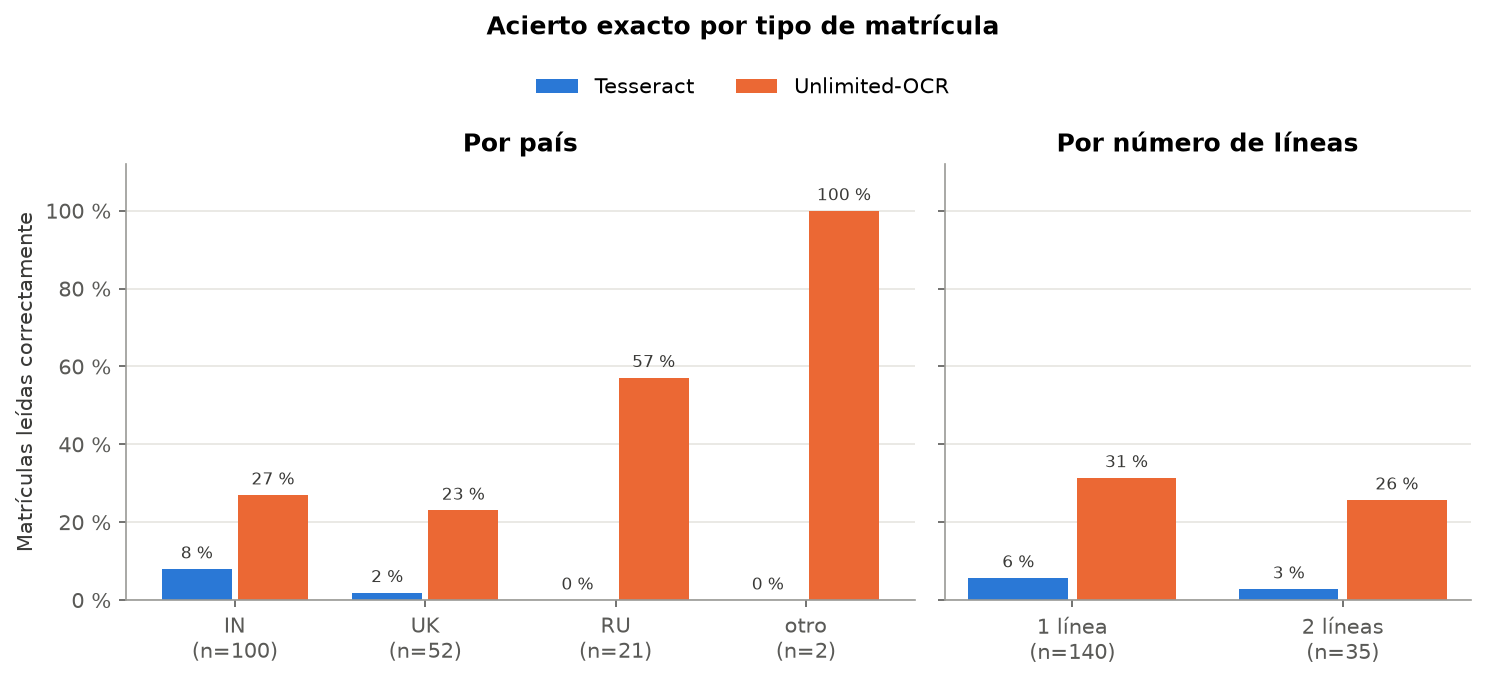 Acierto exacto por tipo de matrícula
Tesseract
Unlimited-OCR
Por país
Matrículas leídas correctamente
100 %
80 %
60 %
40 %
20 %
0 %
8 %
27 %
2 %
23 %
0 %
57 %
0 %
100 %
IN
(n=100)
UK
(n=52)
RU
(n=21)
otro
(n=2)
Por número de líneas
6 %
31 %
3 %
26 %
1 línea
(n=140)
2 líneas
(n=35)